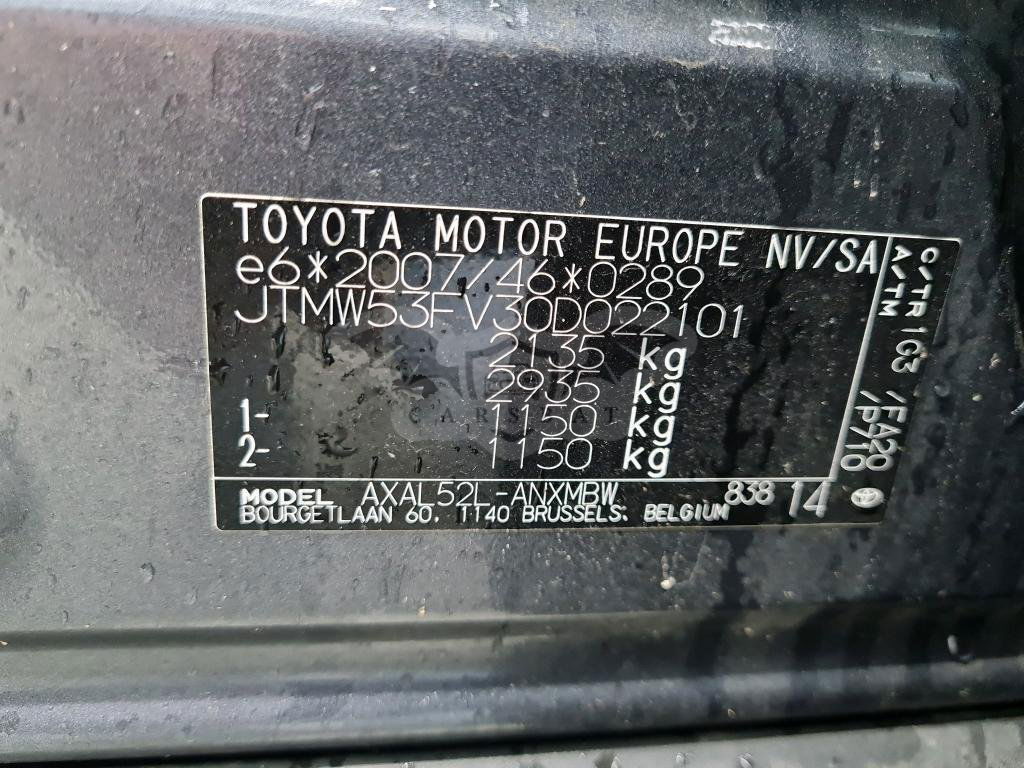 TOYOTA MOTOR EUROPE NV/SA
e6*2007/46*0289
JTMW53FV30D022101
2135 kg
2935 kg
1- 1150 kg
2- 1150 kg
MODEL AXAL52L-ANXMBW 838 14
BOURGETLAAN 60. 1140 BRUSSELS. BELGIUM
C/TR 1G3 /FA20
A/TM /P710